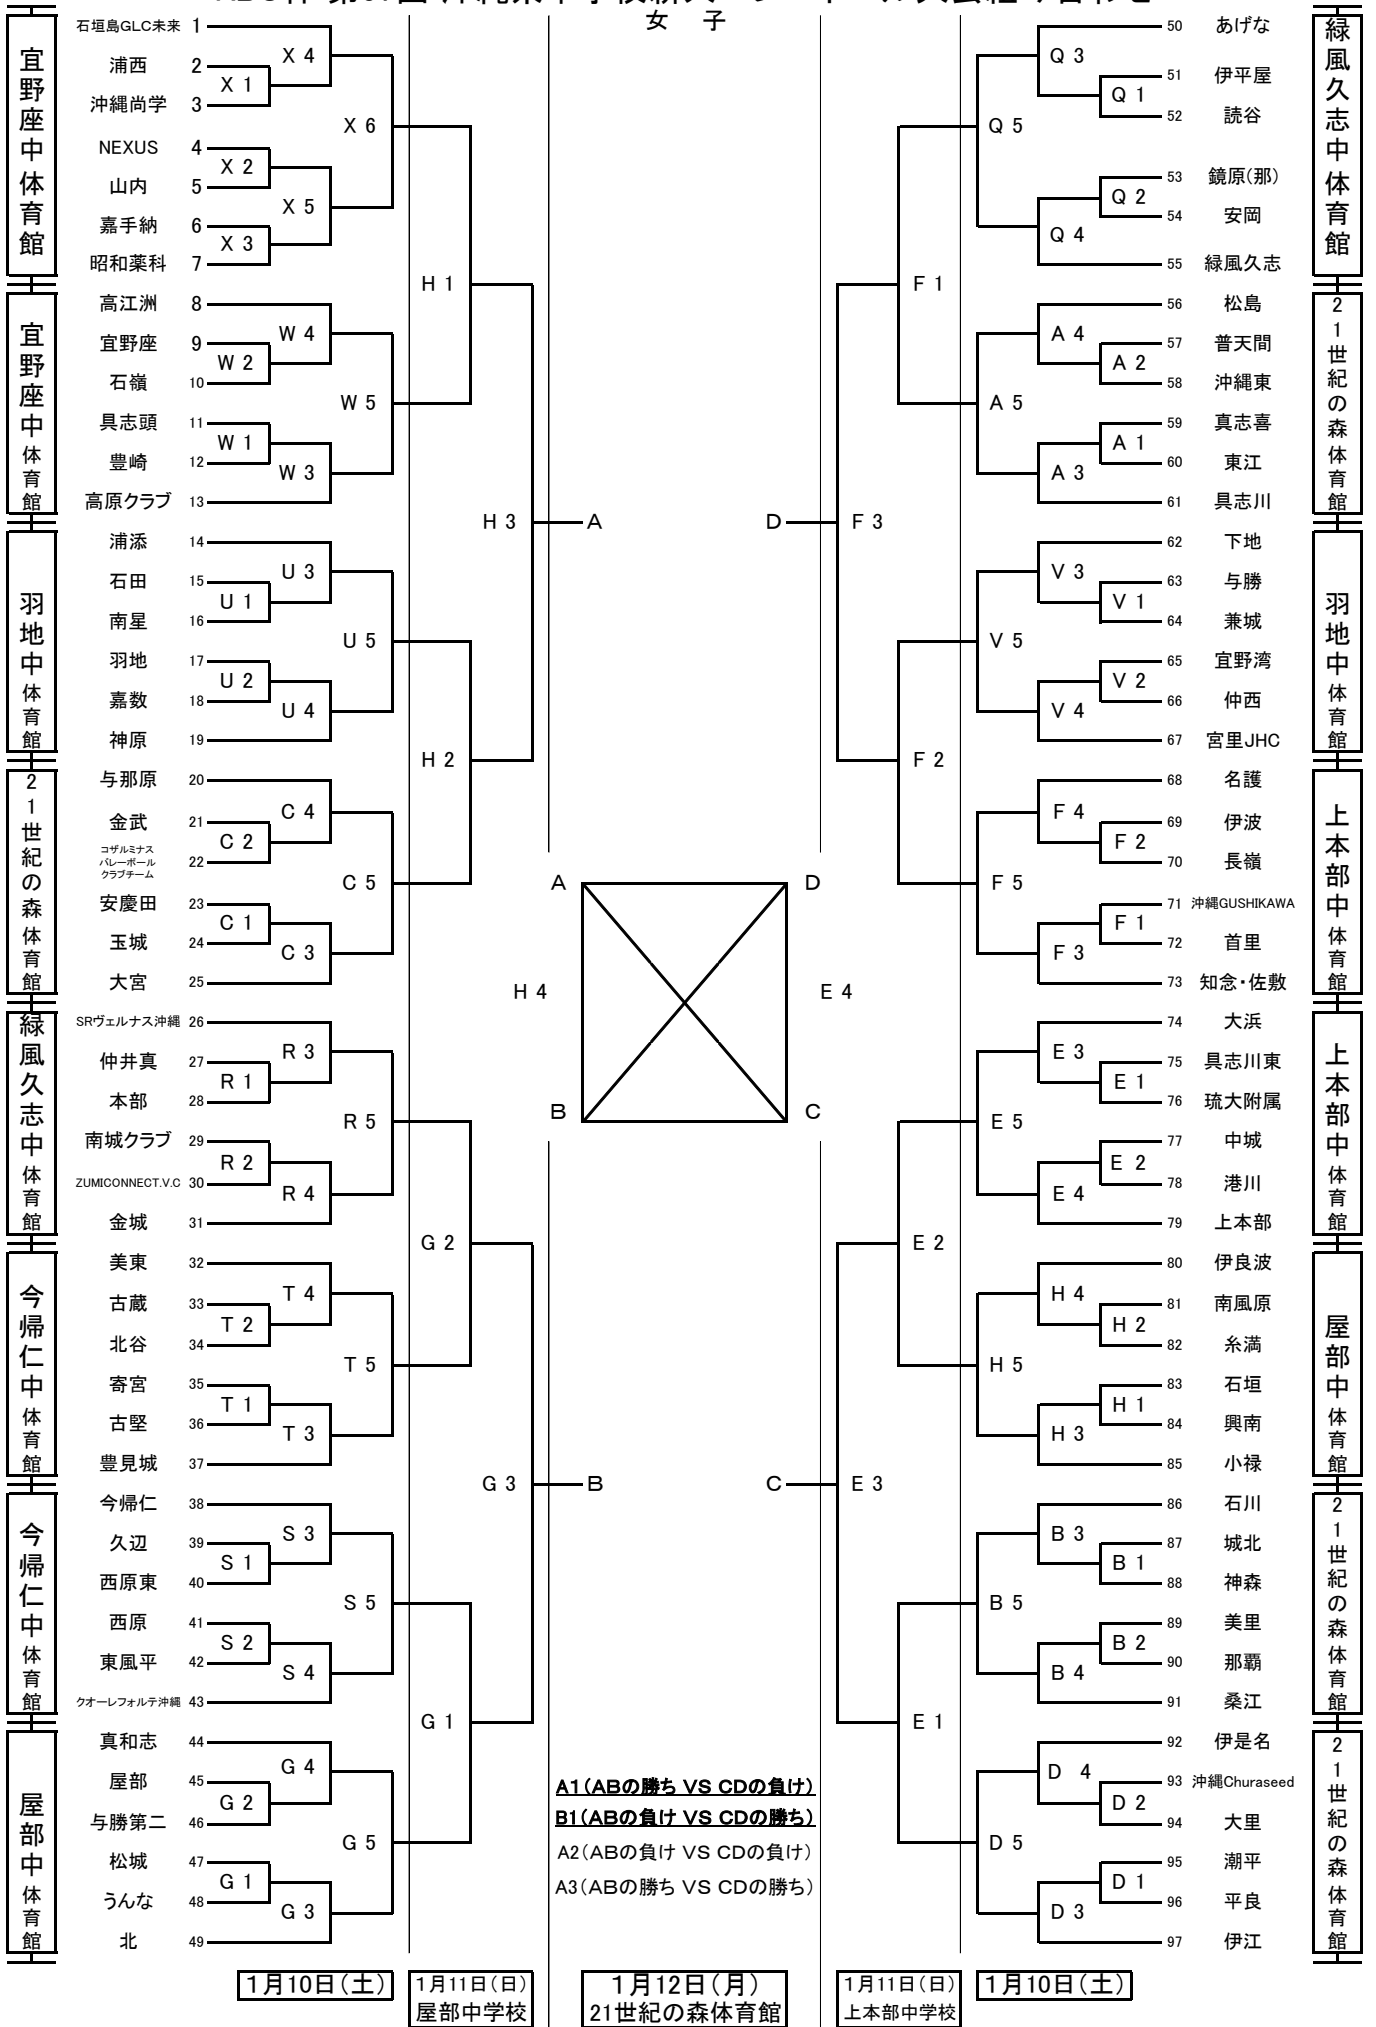 女 子
宜野座中体育館
石垣島GLC未来 1
浦西 2
沖縄尚学 3
NEXUS 4
山内 5
嘉手納 6
昭和薬科 7
X 4
X 1
X 6
X 2
X 5
X 3
宜野座中体育館
高江洲 8
宜野座 9
石嶺 10
具志頭 11
豊崎 12
高原クラブ 13
W 4
W 2
W 5
W 1
W 3
H 1
羽地中体育館
浦添 14
石田 15
南星 16
羽地 17
嘉数 18
神原 19
U 3
U 1
U 5
U 2
U 4
H 3
A
21世紀の森体育館
与那原 20
金武 21
コザルミナス
バレーボール
クラブチーム
22
安慶田 23
玉城 24
大宮 25
C 4
C 2
C 5
C 1
C 3
H 2
緑風久志中体育館
SRヴェルナス沖縄 26
仲井真 27
本部 28
南城クラブ 29
ZUMICONNECT.V.C 30
金城 31
R 3
R 1
R 5
R 2
R 4
今帰仁中体育館
美東 32
古蔵 33
北谷 34
寄宮 35
古堅 36
豊見城 37
T 4
T 2
T 5
T 1
T 3
G 2
今帰仁中体育館
今帰仁 38
久辺 39
西原東 40
西原 41
東風平 42
クオーレフォルテ沖縄 43
S 3
S 1
S 5
S 2
S 4
G 3
B
屋部中体育館
真和志 44
屋部 45
与勝第二 46
松城 47
うんな 48
北 49
G 4
G 2
G 5
G 1
G 3
G 1
A
D
B
C
H 4
E 4
A1(ABの勝ち VS CDの負け)
B1(ABの負け VS CDの勝ち)
A2(ABの負け VS CDの負け)
A3(ABの勝ち VS CDの勝ち)
緑風久志中体育館
50 あげな
51 伊平屋
52 読谷
53 鏡原(那)
54 安岡
55 緑風久志
Q 3
Q 1
Q 5
Q 2
Q 4
21世紀の森体育館
56 松島
57 普天間
58 沖縄東
59 真志喜
60 東江
61 具志川
A 4
A 2
A 5
A 1
A 3
F 1
羽地中体育館
62 下地
63 与勝
64 兼城
65 宜野湾
66 仲西
67 宮里JHC
V 3
V 1
V 5
V 2
V 4
D
F 3
上本部中体育館
68 名護
69 伊波
70 長嶺
71 沖縄GUSHIKAWA
72 首里
73 知念・佐敷
F 4
F 2
F 5
F 1
F 3
F 2
上本部中体育館
74 大浜
75 具志川東
76 琉大附属
77 中城
78 港川
79 上本部
E 3
E 1
E 5
E 2
E 4
屋部中体育館
80 伊良波
81 南風原
82 糸満
83 石垣
84 興南
85 小禄
H 4
H 2
H 5
H 1
H 3
E 2
21世紀の森体育館
86 石川
87 城北
88 神森
89 美里
90 那覇
91 桑江
B 3
B 1
B 5
B 2
B 4
C
E 3
21世紀の森体育館
92 伊是名
93 沖縄Churaseed
94 大里
95 潮平
96 平良
97 伊江
D 4
D 2
D 5
D 1
D 3
E 1
1月10日(土)
1月11日(日)
屋部中学校
1月12日(月)
21世紀の森体育館
1月11日(日)
上本部中学校
1月10日(土)